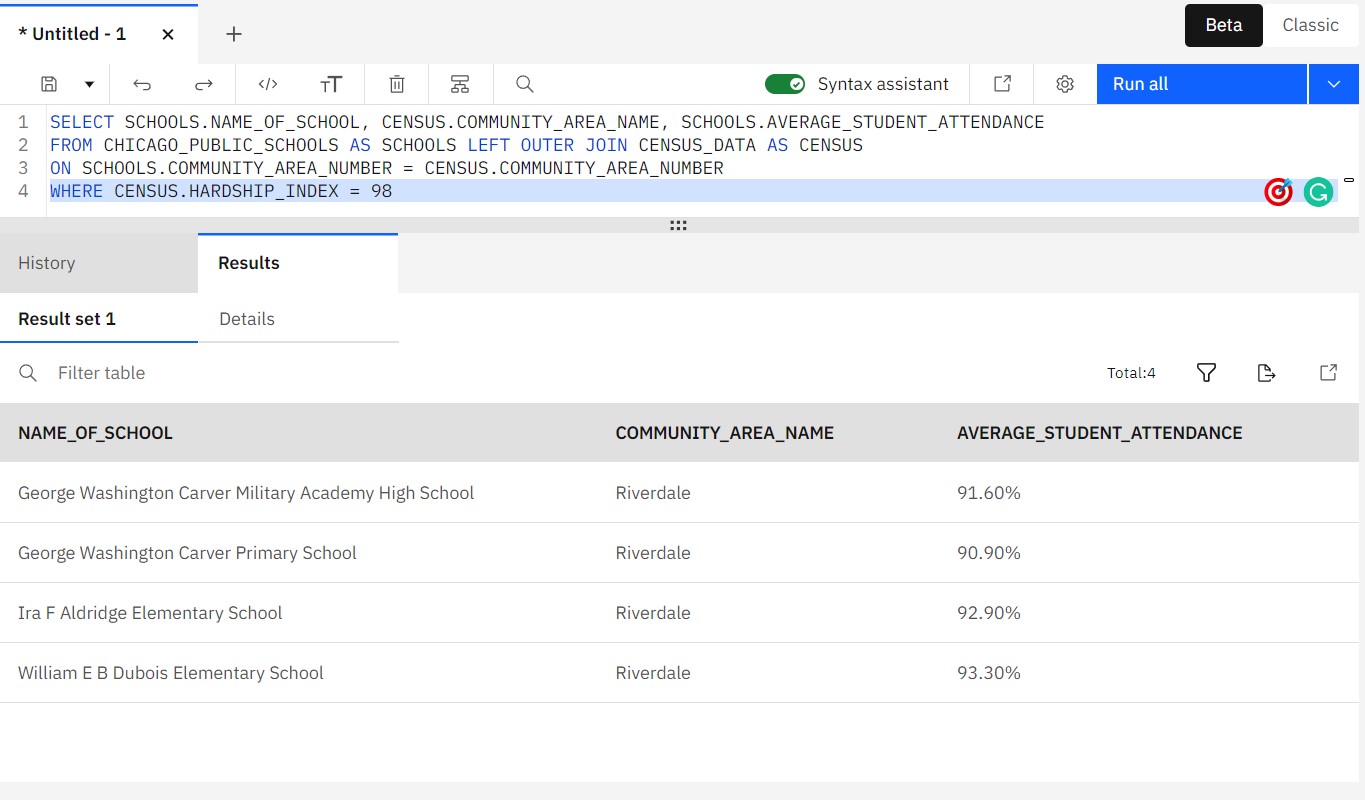 * Untitled - 1
Beta Classic
Syntax assistant Run all
1 SELECT SCHOOLS.NAME_OF_SCHOOL, CENSUS.COMMUNITY_AREA_NAME, SCHOOLS.AVERAGE_STUDENT_ATTENDANCE
2 FROM CHICAGO_PUBLIC_SCHOOLS AS SCHOOLS LEFT OUTER JOIN CENSUS_DATA AS CENSUS
3 ON SCHOOLS.COMMUNITY_AREA_NUMBER = CENSUS.COMMUNITY_AREA_NUMBER
4 WHERE CENSUS.HARDSHIP_INDEX = 98
History Results
Result set 1 Details
Filter table Total:4
NAME_OF_SCHOOL COMMUNITY_AREA_NAME AVERAGE_STUDENT_ATTENDANCE
George Washington Carver Military Academy High School Riverdale 91.60%
George Washington Carver Primary School Riverdale 90.90%
Ira F Aldridge Elementary School Riverdale 92.90%
William E B Dubois Elementary School Riverdale 93.30%